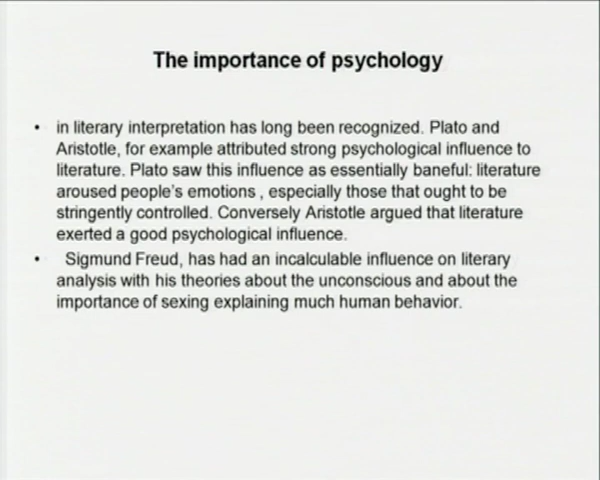 The importance of psychology
• in literary interpretation has long been recognized. Plato and
Aristotle, for example attributed strong psychological influence to
literature. Plato saw this influence as essentially baneful: literature
aroused people's emotions , especially those that ought to be
stringently controlled. Conversely Aristotle argued that literature
exerted a good psychological influence.
• Sigmund Freud, has had an incalculable influence on literary
analysis with his theories about the unconscious and about the
importance of sexing explaining much human behavior.